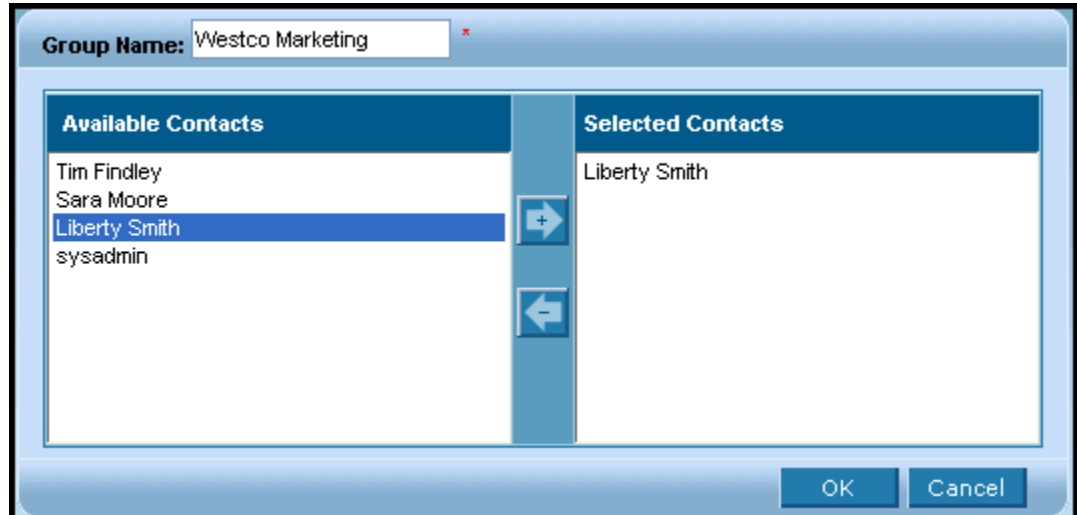 Group Name: Westco Marketing *
Available Contacts
Selected Contacts
Tim Findley
Sara Moore
Liberty Smith
sysadmin
Liberty Smith
+
-
OK
Cancel